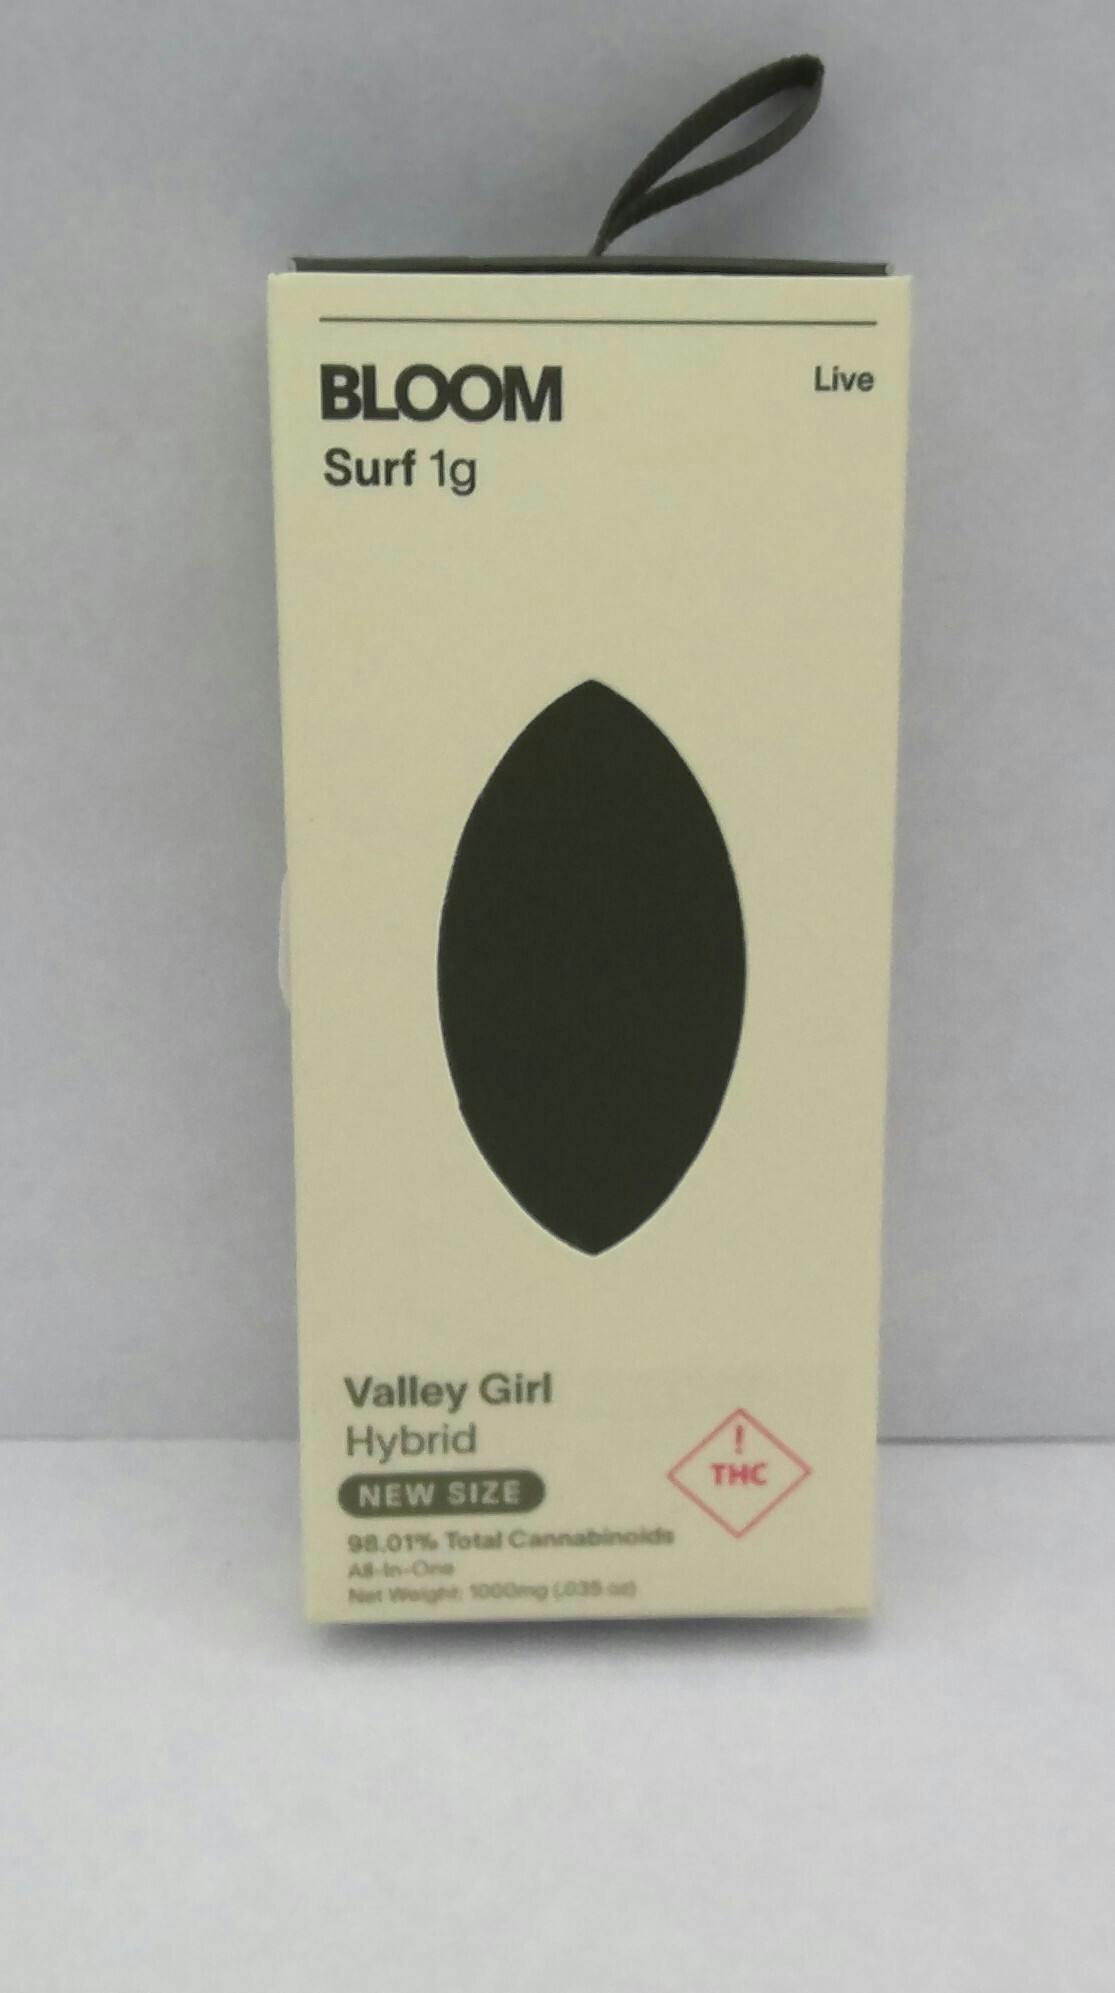 BLOOM
Live
Surf 1g
Valley Girl
Hybrid
NEW SIZE
!
THC
98.01% Total Cannabinoids
All-In-One
Net Weight: 1000mg (.035 oz)